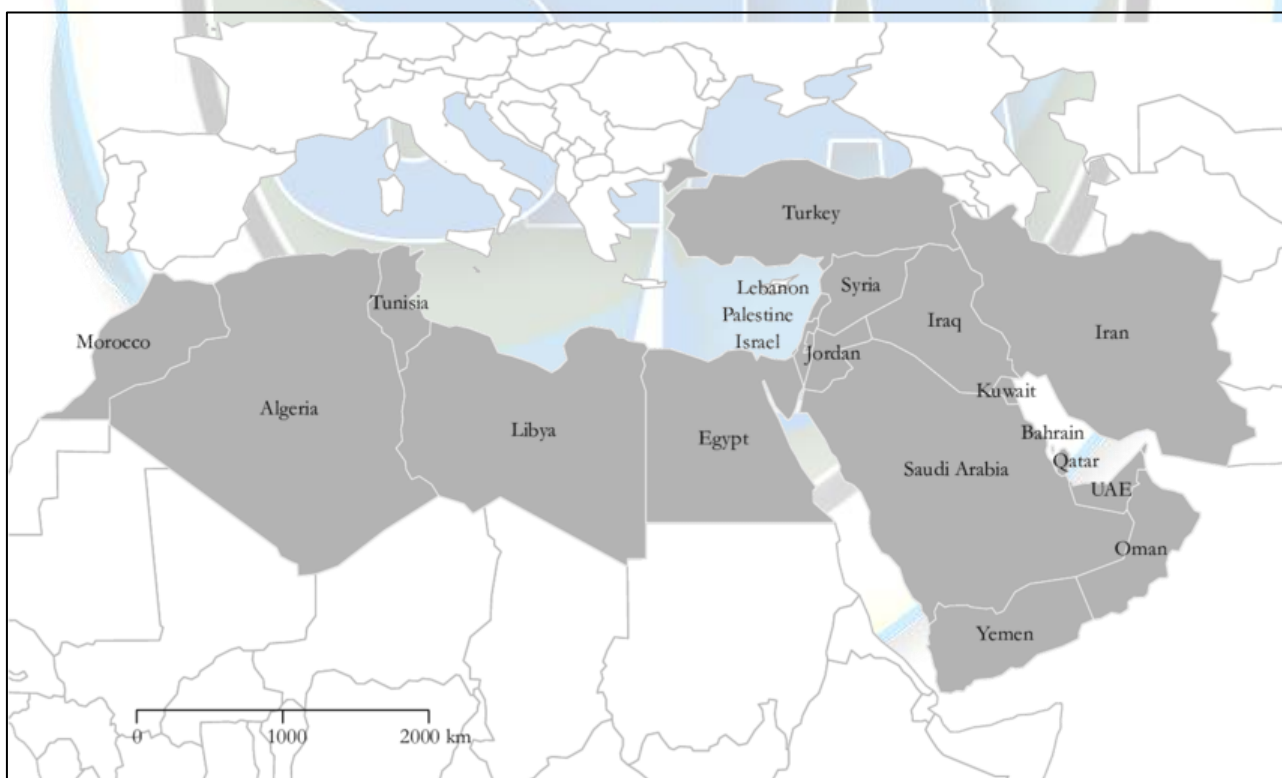 Turkey
Lebanon
Syria
Palestine
Tunisia
Iraq
Iran
Morocco
Israel
Jordan
Kuwait
Algeria
Libya
Egypt
Bahrain
Saudi Arabia
Qatar
UAE
Oman
Yemen
0 1000 2000 km